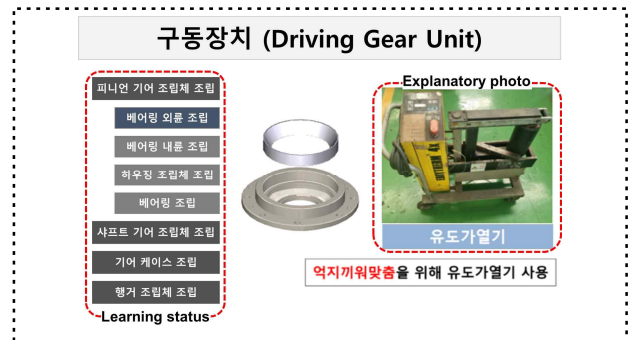 구동장치 (Driving Gear Unit)
피니언 기어 조립체 조립
베어링 외륜 조립
베어링 내륜 조립
하우징 조립체 조립
베어링 조립
샤프트 기어 조립체 조립
기어 케이스 조립
행거 조립체 조립
Learning status
Explanatory photo
유도가열기
억지끼워맞춤을 위해 유도가열기 사용